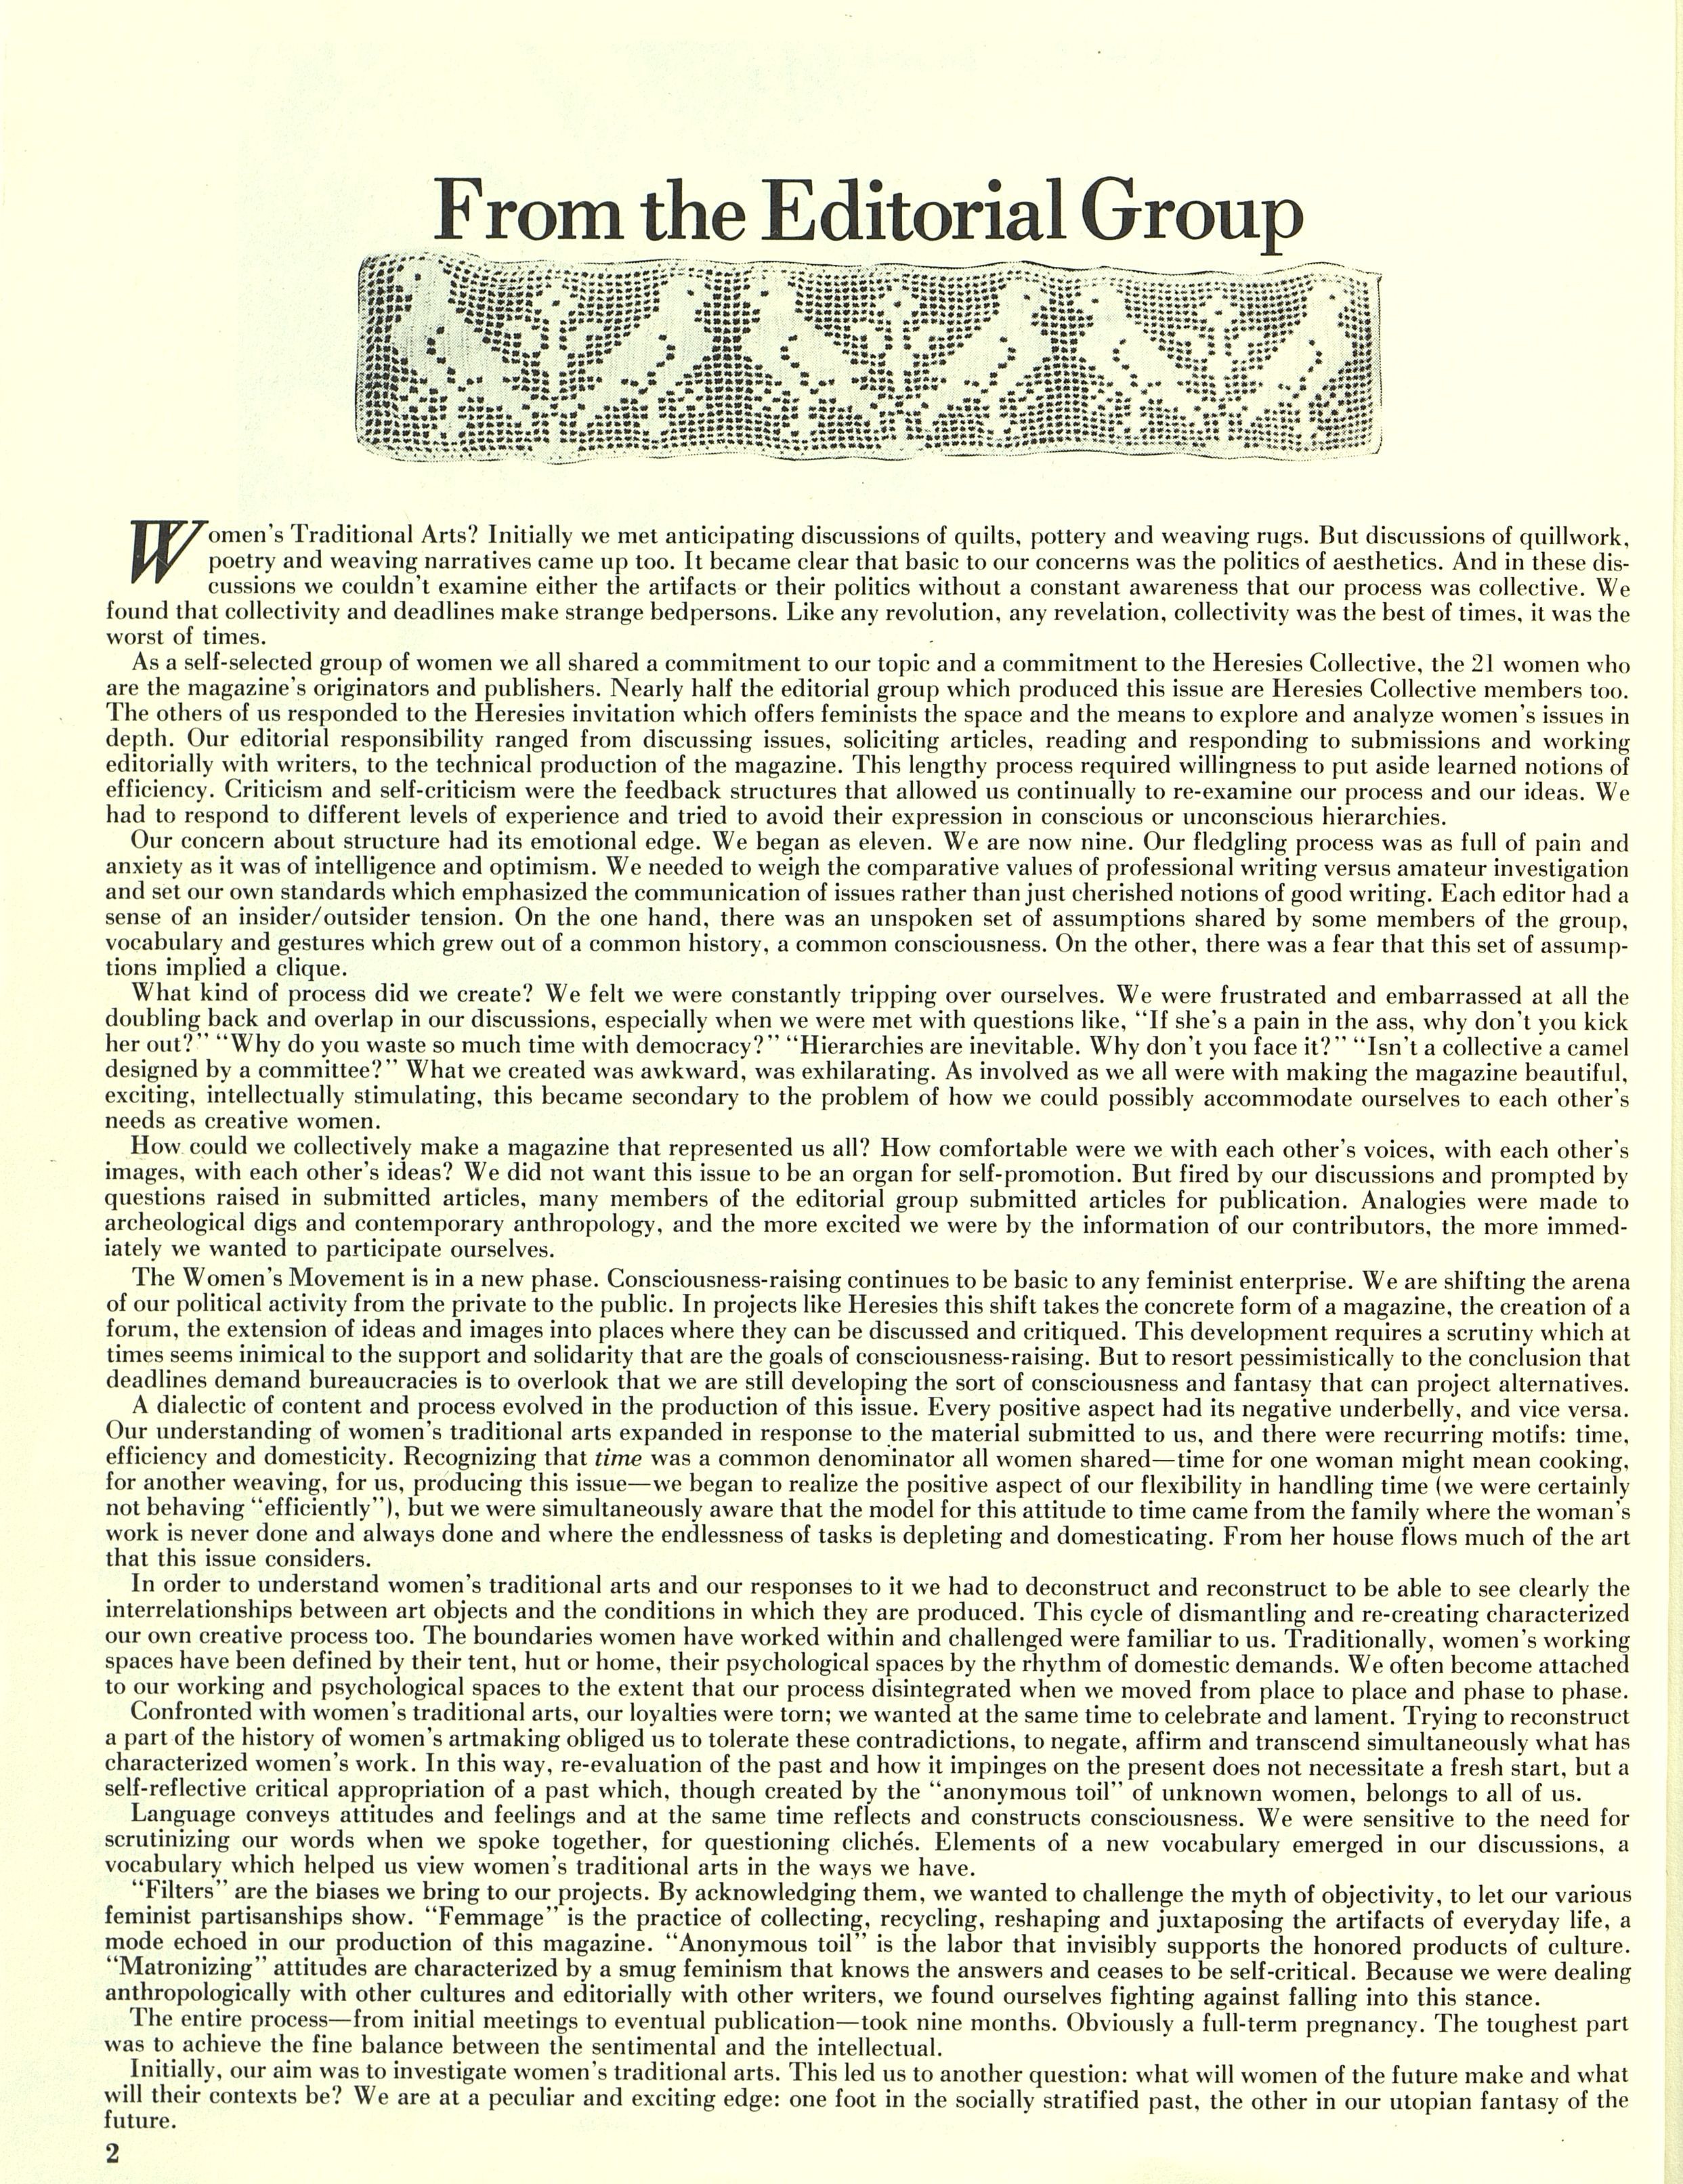 From the Editorial Group
Women's Traditional Arts? Initially we met anticipating discussions of quilts, pottery and weaving rugs. But discussions of quillwork,
poetry and weaving narratives came up too. It became clear that basic to our concerns was the politics of aesthetics. And in these dis-
cussions we couldn't examine either the artifacts or their politics without a constant awareness that our process was collective. We
found that collectivity and deadlines make strange bedpersons. Like any revolution, any revelation, collectivity was the best of times, it was the
worst of times.
As a self-selected group of women we all shared a commitment to our topic and a commitment to the Heresies Collective, the 21 women who
are the magazine's originators and publishers. Nearly half the editorial group which produced this issue are Heresies Collective members too.
The others of us responded to the Heresies invitation which offers feminists the space and the means to explore and analyze women's issues in
depth. Our editorial responsibility ranged from discussing issues, soliciting articles, reading and responding to submissions and working
editorially with writers, to the technical production of the magazine. This lengthy process required willingness to put aside learned notions of
efficiency. Criticism and self-criticism were the feedback structures that allowed us continually to re-examine our process and our ideas. We
had to respond to different levels of experience and tried to avoid their expression in conscious or unconscious hierarchies.
Our concern about structure had its emotional edge. We began as eleven. We are now nine. Our fledgling process was as full of pain and
anxiety as it was of intelligence and optimism. We needed to weigh the comparative values of professional writing versus amateur investigation
and set our own standards which emphasized the communication of issues rather than just cherished notions of good writing. Each editor had a
sense of an insider/outsider tension. On the one hand, there was an unspoken set of assumptions shared by some members of the group,
vocabulary and gestures which grew out of a common history, a common consciousness. On the other, there was a fear that this set of assump-
tions implied a clique.
What kind of process did we create? We felt we were constantly tripping over ourselves. We were frustrated and embarrassed at all the
doubling back and overlap in our discussions, especially when we were met with questions like, "If she's a pain in the ass, why don't you kick
her out?" "Why do you waste so much time with democracy?" "Hierarchies are inevitable. Why don't you face it?" "Isn't a collective a camel
designed by a committee?" What we created was awkward, was exhilarating. As involved as we all were with making the magazine beautiful,
exciting, intellectually stimulating, this became secondary to the problem of how we could possibly accommodate ourselves to each other's
needs as creative women.
How could we collectively make a magazine that represented us all? How comfortable were we with each other's voices, with each other's
images, with each other's ideas? We did not want this issue to be an organ for self-promotion. But fired by our discussions and prompted by
questions raised in submitted articles, many members of the editorial group submitted articles for publication. Analogies were made to
archeological digs and contemporary anthropology, and the more excited we were by the information of our contributors, the more immed-
iately we wanted to participate ourselves.
The Women's Movement is in a new phase. Consciousness-raising continues to be basic to any feminist enterprise. We are shifting the arena
of our political activity from the private to the public. In projects like Heresies this shift takes the concrete form of a magazine, the creation of a
forum, the extension of ideas and images into places where they can be discussed and critiqued. This development requires a scrutiny which at
times seems inimical to the support and solidarity that are the goals of consciousness-raising. But to resort pessimistically to the conclusion that
deadlines demand bureaucracies is to overlook that we are still developing the sort of consciousness and fantasy that can project alternatives.
A dialectic of content and process evolved in the production of this issue. Every positive aspect had its negative underbelly, and vice versa.
Our understanding of women's traditional arts expanded in response to the material submitted to us, and there were recurring motifs: time,
efficiency and domesticity. Recognizing that time was a common denominator all women shared—time for one woman might mean cooking,
for another weaving, for us, producing this issue—we began to realize the positive aspect of our flexibility in handling time (we were certainly
not behaving "efficiently"), but we were simultaneously aware that the model for this attitude to time came from the family where the woman's
work is never done and always done and where the endlessness of tasks is depleting and domesticating. From her house flows much of the art
that this issue considers.
In order to understand women's traditional arts and our responses to it we had to deconstruct and reconstruct to be able to see clearly the
interrelationships between art objects and the conditions in which they are produced. This cycle of dismantling and re-creating characterized
our own creative process too. The boundaries women have worked within and challenged were familiar to us. Traditionally, women's working
spaces have been defined by their tent, hut or home, their psychological spaces by the rhythm of domestic demands. We often become attached
to our working and psychological spaces to the extent that our process disintegrated when we moved from place to place and phase to phase.
Confronted with women's traditional arts, our loyalties were torn; we wanted at the same time to celebrate and lament. Trying to reconstruct
a part of the history of women's artmaking obliged us to tolerate these contradictions, to negate, affirm and transcend simultaneously what has
characterized women's work. In this way, re-evaluation of the past and how it impinges on the present does not necessitate a fresh start, but a
self-reflective critical appropriation of a past which, though created by the "anonymous toil" of unknown women, belongs to all of us.
Language conveys attitudes and feelings and at the same time reflects and constructs consciousness. We were sensitive to the need for
scrutinizing our words when we spoke together, for questioning clichés. Elements of a new vocabulary emerged in our discussions, a
vocabulary which helped us view women's traditional arts in the ways we have.
"Filters" are the biases we bring to our projects. By acknowledging them, we wanted to challenge the myth of objectivity, to let our various
feminist partisanships show. "Femmage" is the practice of collecting, recycling, reshaping and juxtaposing the artifacts of everyday life, a
mode echoed in our production of this magazine. "Anonymous toil" is the labor that invisibly supports the honored products of culture.
"Matronizing" attitudes are characterized by a smug feminism that knows the answers and ceases to be self-critical. Because we were dealing
anthropologically with other cultures and editorially with other writers, we found ourselves fighting against falling into this stance.
The entire process—from initial meetings to eventual publication—took nine months. Obviously a full-term pregnancy. The toughest part
was to achieve the fine balance between the sentimental and the intellectual.
Initially, our aim was to investigate women's traditional arts. This led us to another question: what will women of the future make and what
will their contexts be? We are at a peculiar and exciting edge: one foot in the socially stratified past, the other in our utopian fantasy of the
future.
2